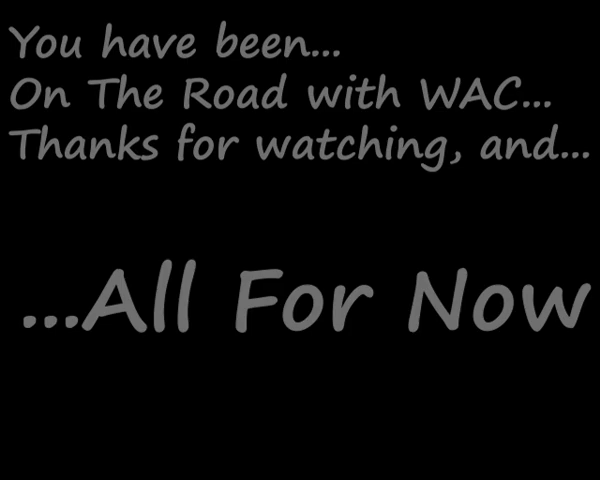 You have been...
On The Road with WAC...
Thanks for watching, and...
...All For Now